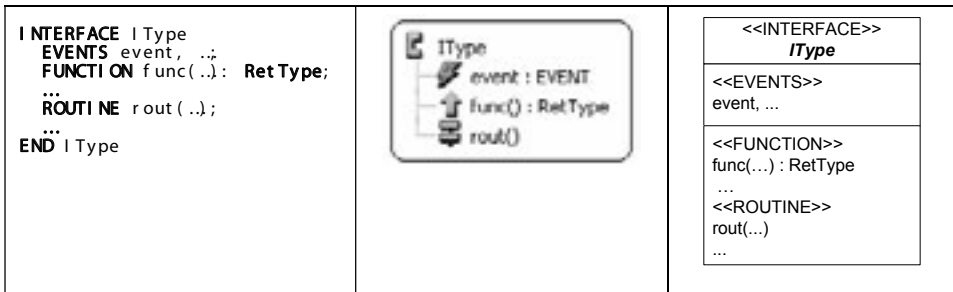 INTERFACE IType
EVENTS event, ..;
FUNCTION func(..): RetType;
...
ROUTINE rout(..);
...
END IType
IType
event : EVENT
func() : RetType
rout()
<<INTERFACE>>
IType
<<EVENTS>>
event, ...
<<FUNCTION>>
func(...) : RetType
...
<<ROUTINE>>
rout(...)
...